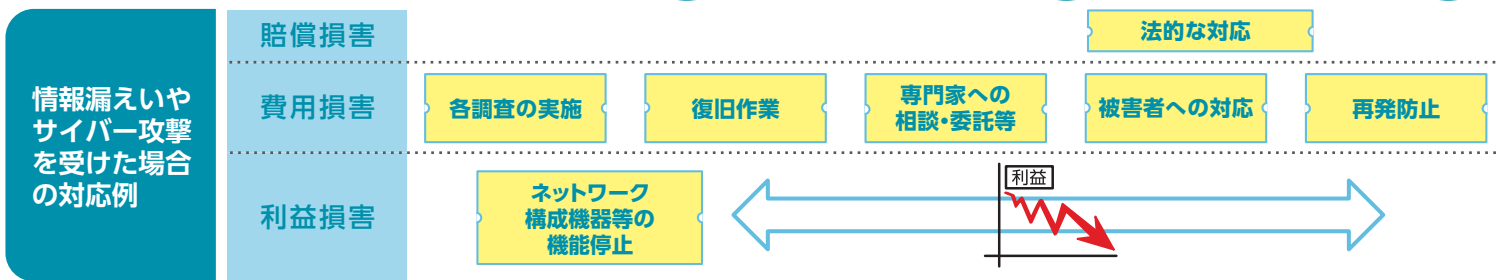 情報漏えいや
サイバー攻撃
を受けた場合
の対応例
賠償損害
法的な対応
費用損害
各調査の実施
復旧作業
専門家への
相談・委託等
被害者への対応
再発防止
利益損害
ネットワーク
構成機器等の
機能停止
利益